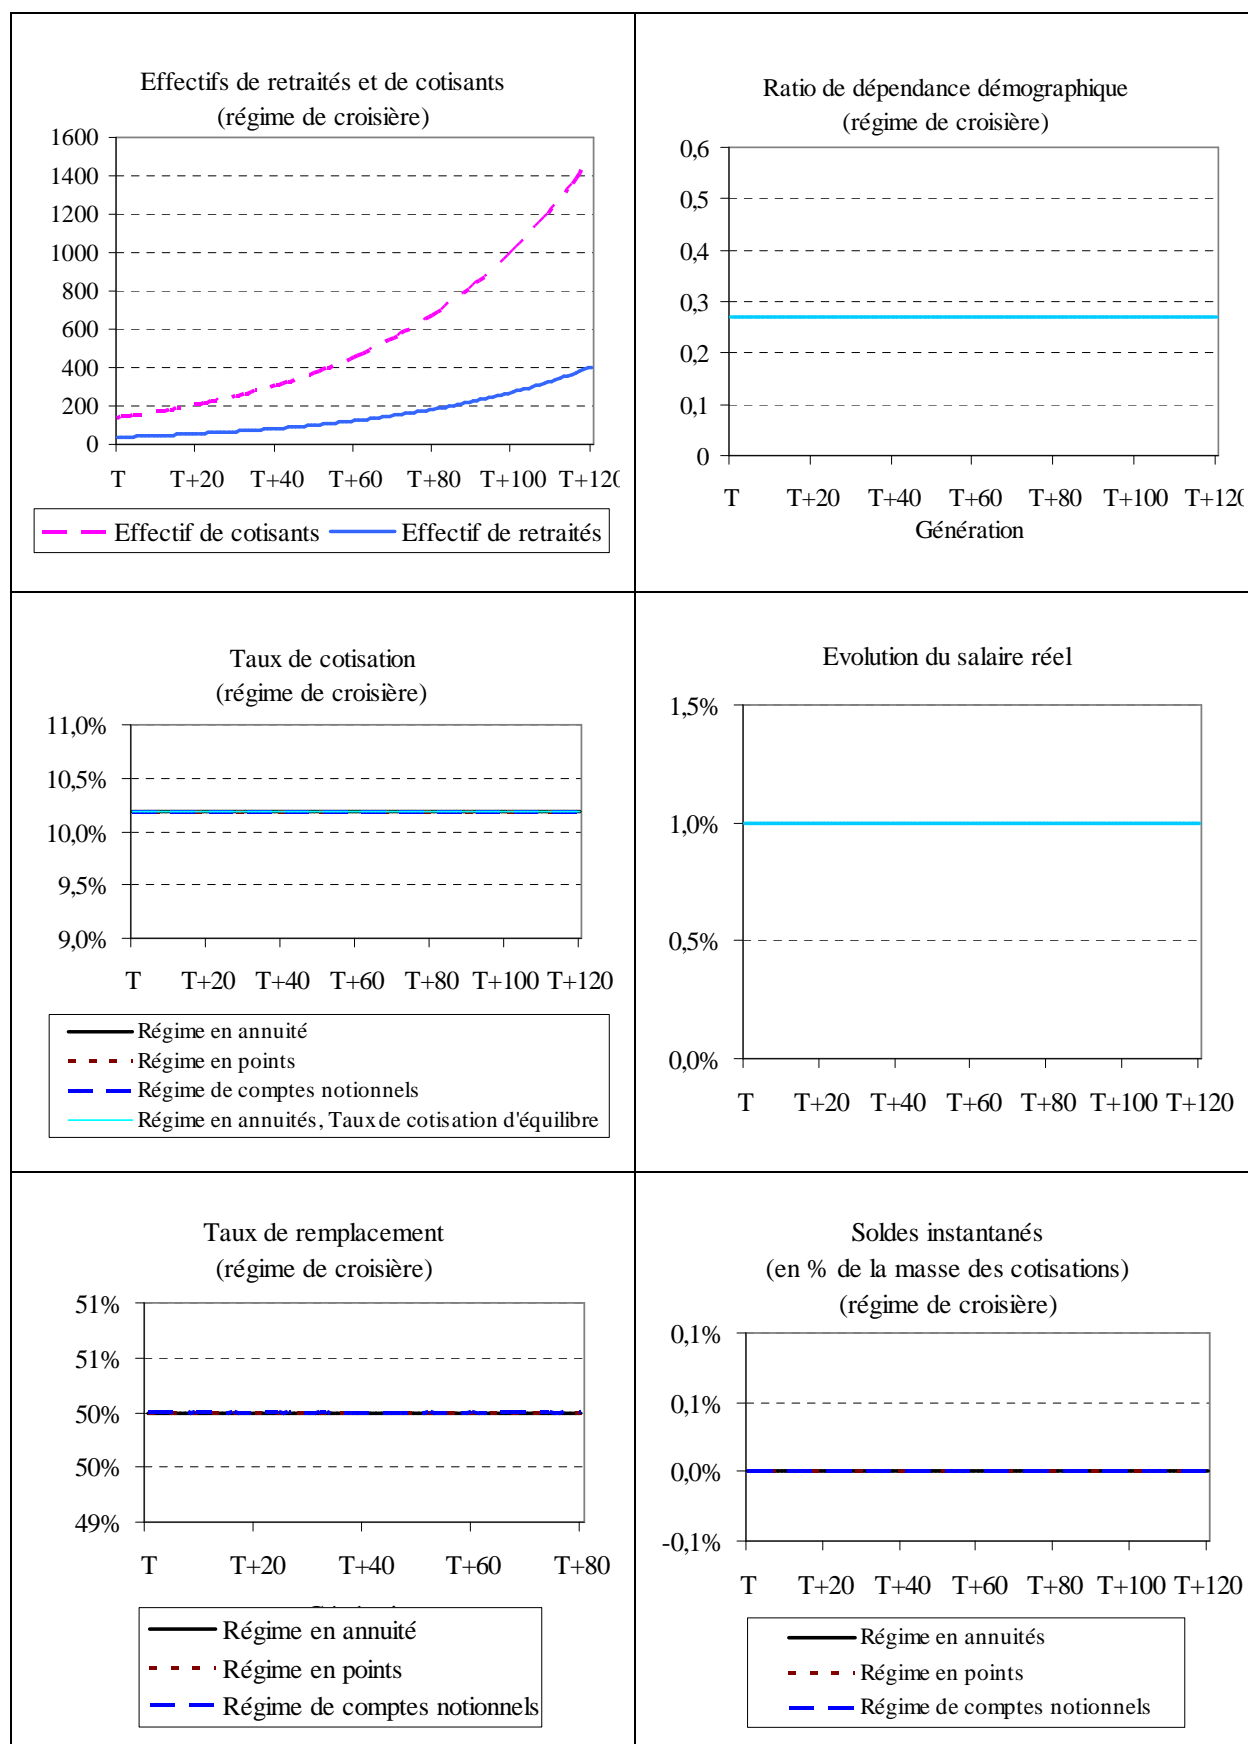 Effectifs de retraités et de cotisants
(régime de croisière)
1600
1400
1200
1000
800
600
400
200
0
T T+20 T+40 T+60 T+80 T+100 T+120
Effectif de cotisants Effectif de retraités
Ratio de dépendance démographique
(régime de croisière)
0,6
0,5
0,4
0,3
0,2
0,1
0
T T+20 T+40 T+60 T+80 T+100 T+120
Génération
Taux de cotisation
(régime de croisière)
11,0%
10,5%
10,0%
9,5%
9,0%
T T+20 T+40 T+60 T+80 T+100 T+120
Régime en annuité
Régime en points
Régime de comptes notionnels
Régime en annuités, Taux de cotisation d'équilibre
Evolution du salaire réel
1,5%
1,0%
0,5%
0,0%
T T+20 T+40 T+60 T+80 T+100 T+120
Taux de remplacement
(régime de croisière)
51%
51%
50%
50%
49%
T T+20 T+40 T+60 T+80
Régime en annuité
Régime en points
Régime de comptes notionnels
Soldes instantanés
(en % de la masse des cotisations)
(régime de croisière)
0,1%
0,1%
0,0%
-0,1%
T T+20 T+40 T+60 T+80 T+100 T+120
Régime en annuités
Régime en points
Régime de comptes notionnels